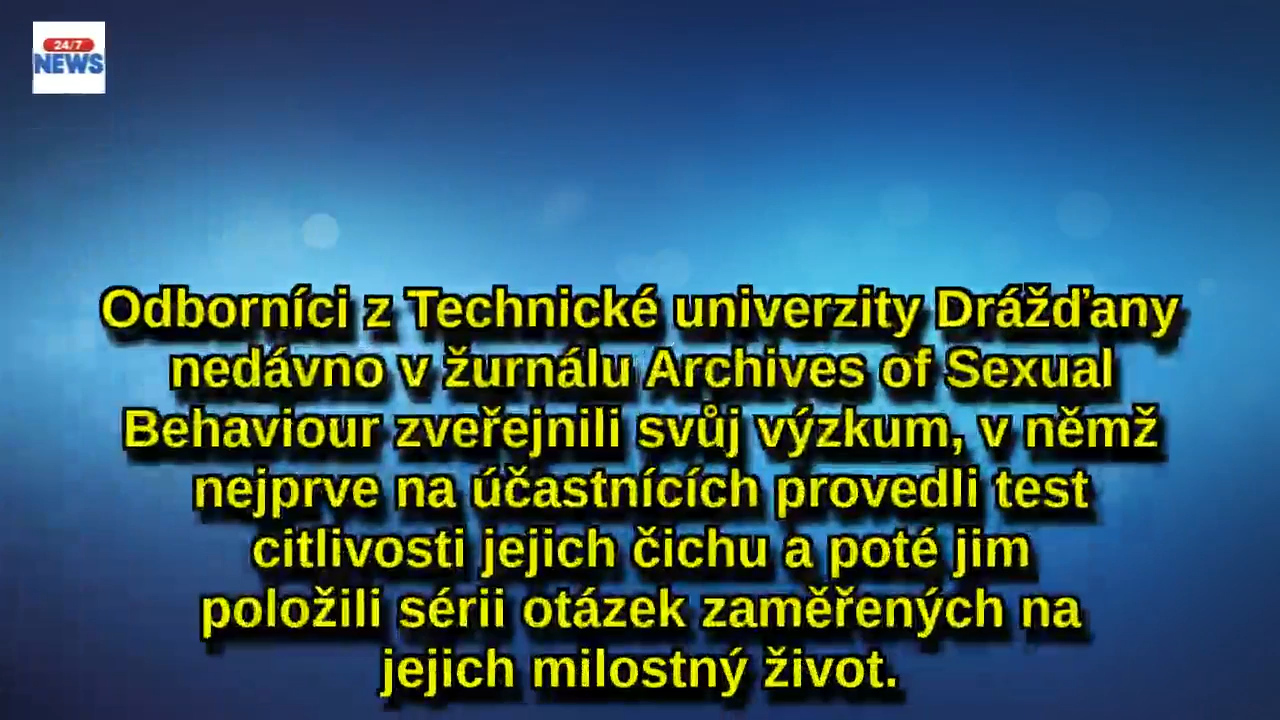 24/7
NEWS
Odborníci z Technické univerzity Drážďany
nedávno v žurnálu Archives of Sexual
Behaviour zveřejnili svůj výzkum, v němž
nejprve na účastnících provedli test
citlivosti jejich čichu a poté jim
položili sérii otázek zaměřených na
jejich milostný život.